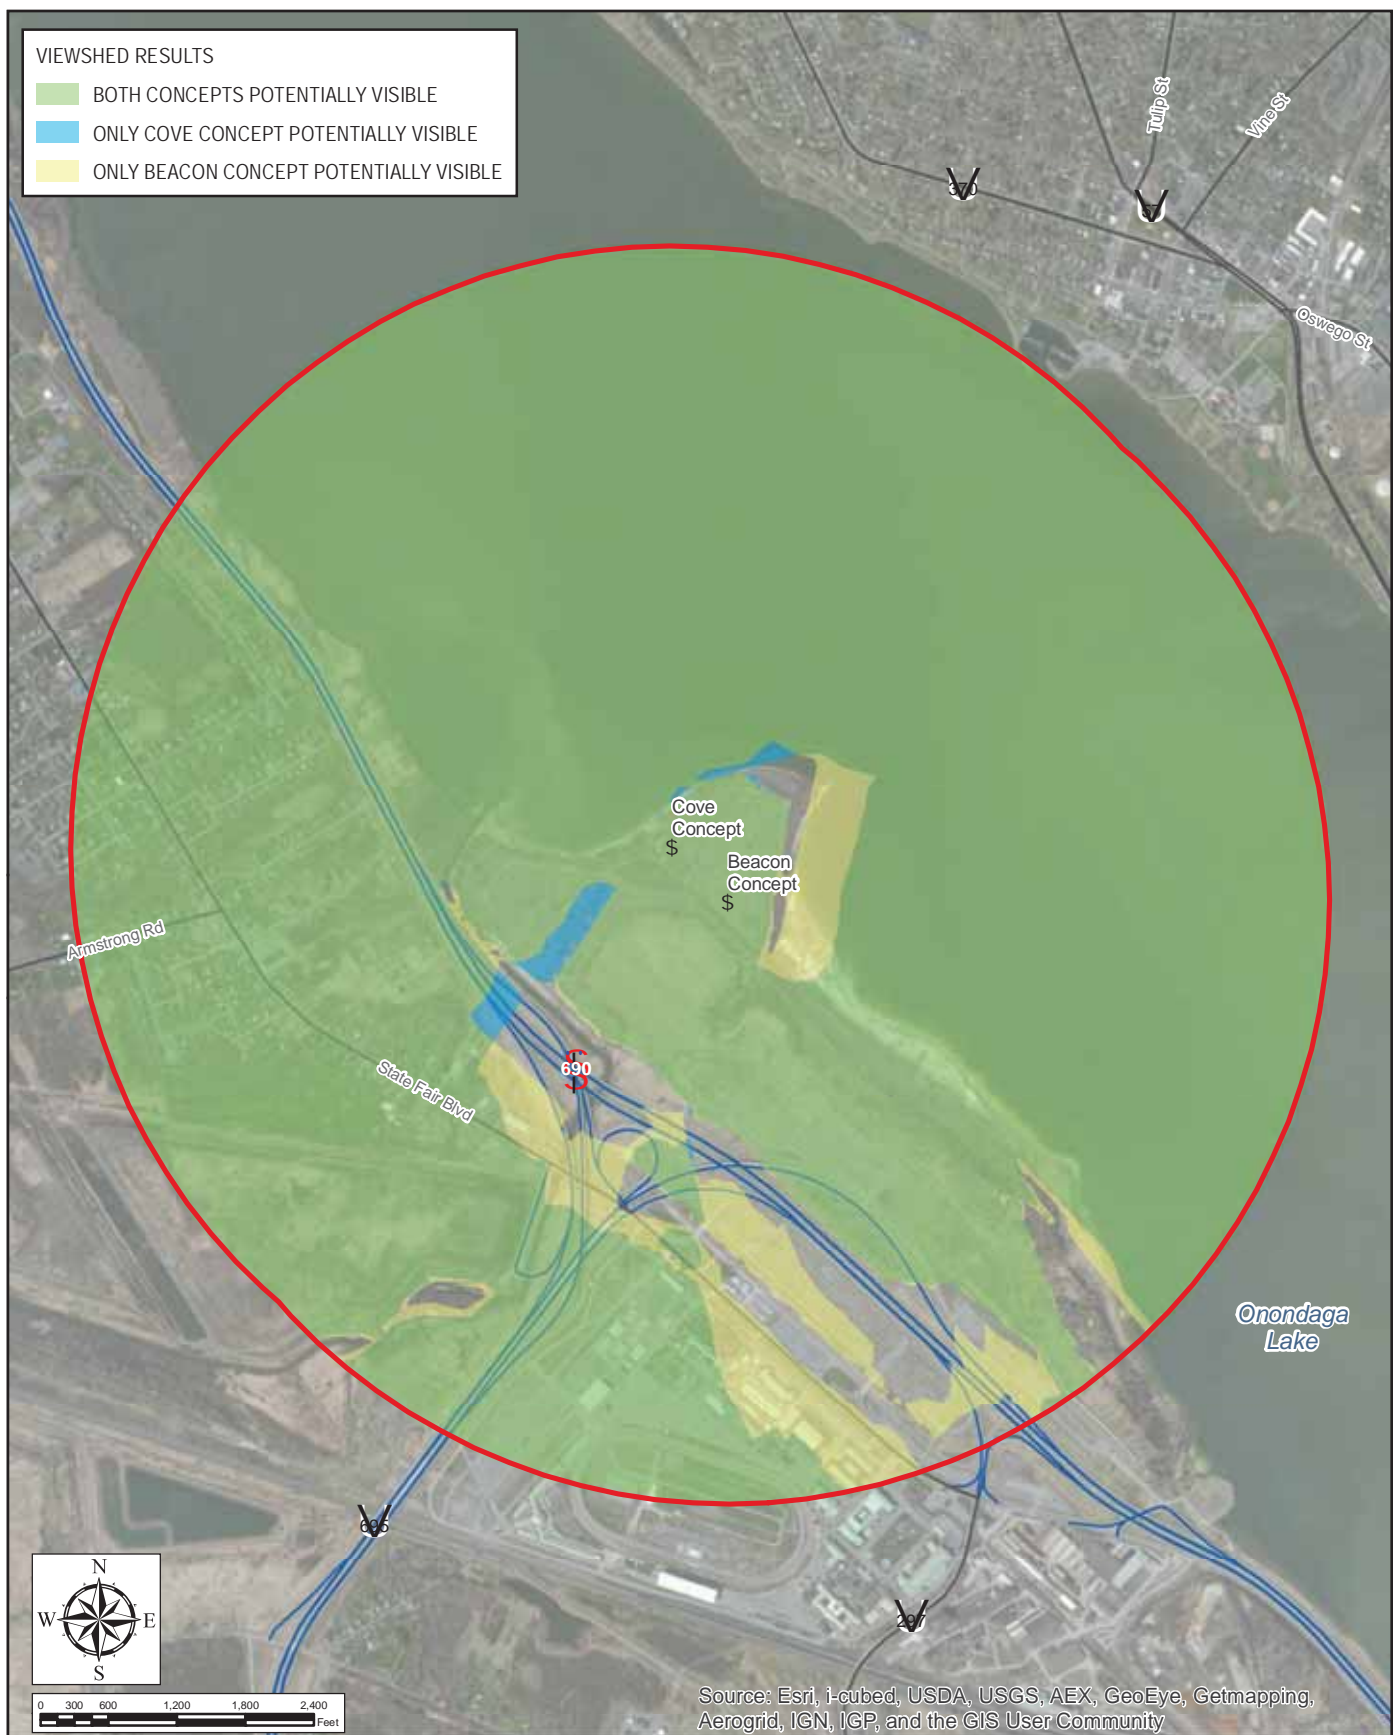 VIEWSHED RESULTS
BOTH CONCEPTS POTENTIALLY VISIBLE
ONLY COVE CONCEPT POTENTIALLY VISIBLE
ONLY BEACON CONCEPT POTENTIALLY VISIBLE
Tulip St
Vine St
370
57
Oswego St
Cove
Concept
$
Beacon
Concept
$
Armstrong Rd
690
State Fair Blvd
Onondaga
Lake
695
297
N
W E
S
0 300 600 1,200 1,800 2,400
Feet
Source: Esri, i-cubed, USDA, USGS, AEX, GeoEye, Getmapping,
Aerogrid, IGN, IGP, and the GIS User Community